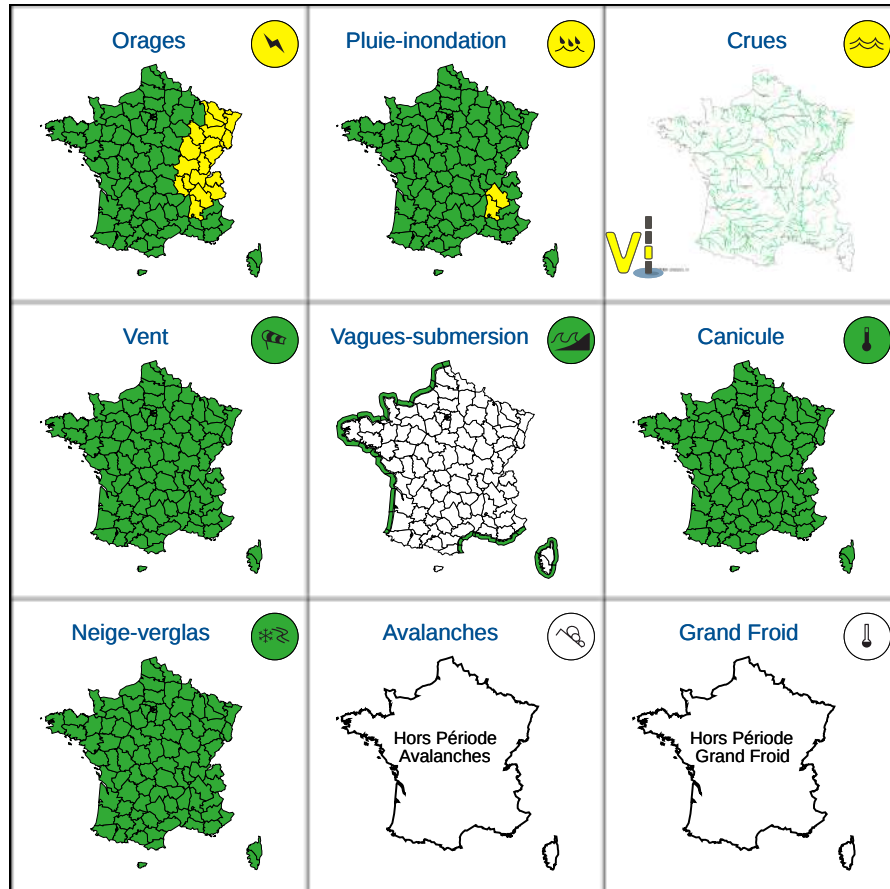 Orages
Pluie-inondation
Crues
Vi
Vent
Vagues-submersion
Canicule
Neige-verglas
Avalanches
Grand Froid
Hors Période
Avalanches
Hors Période
Grand Froid